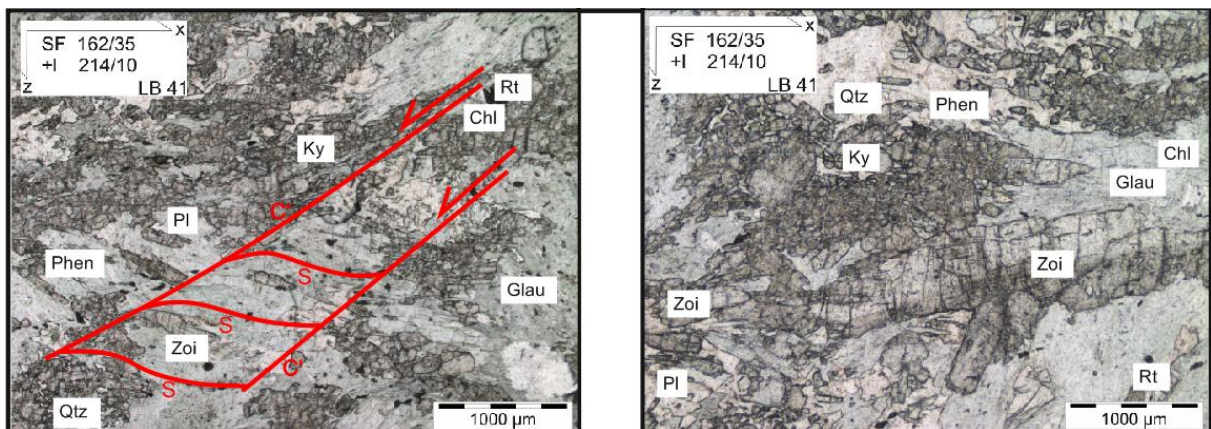 x
SF 162/35
+l 214/10
z
LB 41
Rt
Chl
Ky
C'
Pl
Phen
S
Glau
S
Zoi
C'
S
Qtz
1000 µm
x
SF 162/35
+l 214/10
z
LB 41
Qtz
Phen
Ky
Chl
Glau
Zoi
Zoi
Pl
Rt
1000 µm